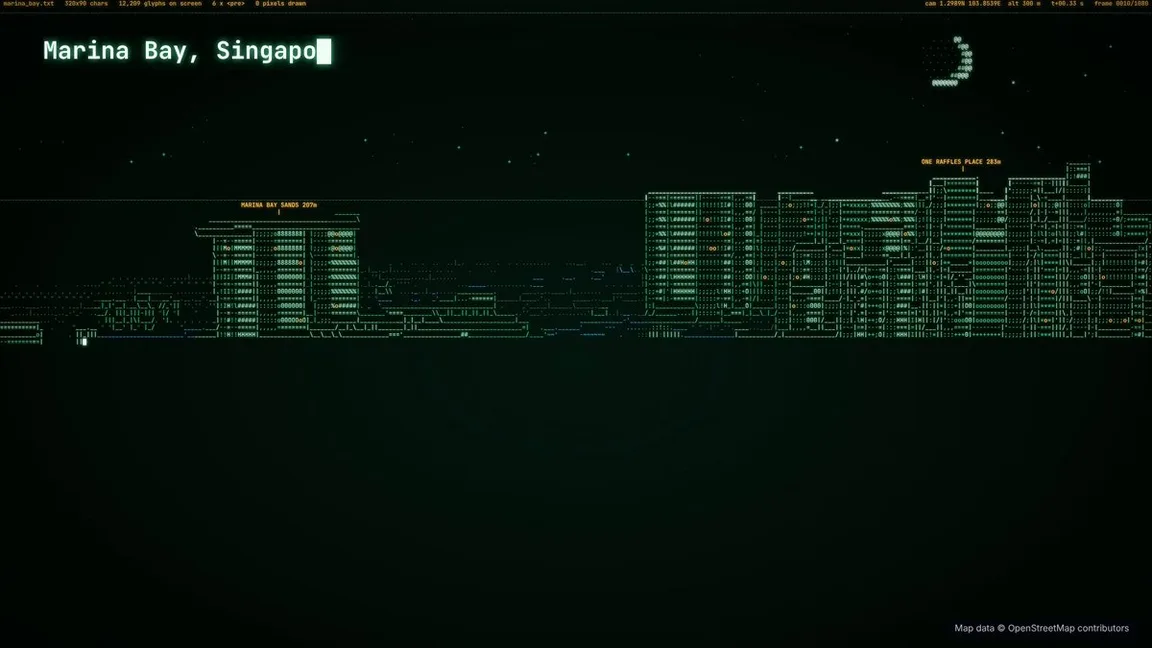 marina_bay.txt 320x90 chars 12,209 glyphs on screen 6 x <pre> 0 pixels drawn
cam 1.2989N 103.8539E alt 300 m t+00.33 s frame 0010/1080
Marina Bay, Singapo
ONE RAFFLES PLACE 283m
MARINA BAY SANDS 207m
Map data © OpenStreetMap contributors